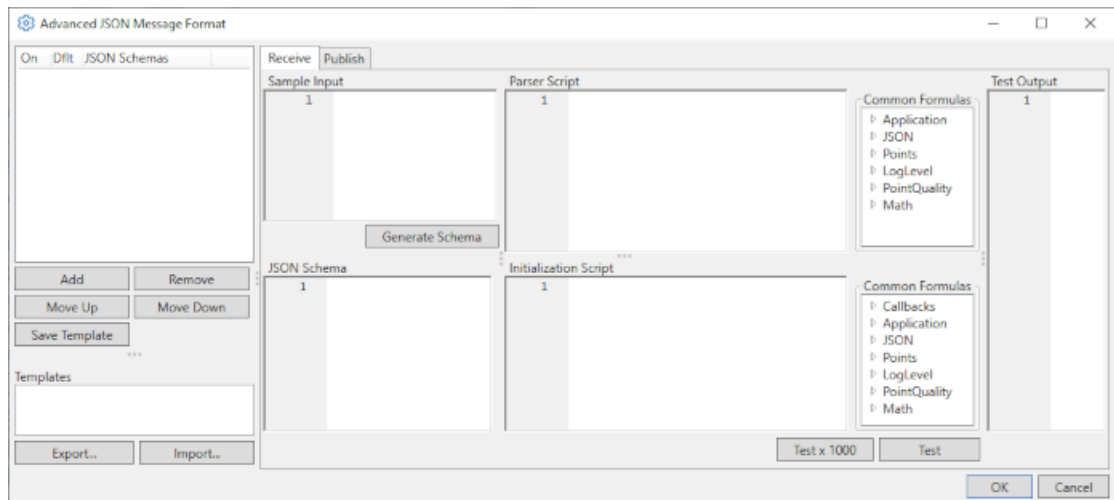 Advanced JSON Message Format
On Dflt JSON Schemas
Receive Publish
Sample Input
1
Generate Schema
Parser Script
1
Common Formulas
Application
JSON
Points
LogLevel
PointQuality
Math
Test Output
1
Add Remove
Move Up Move Down
Save Template
Templates
Export... Import...
JSON Schema
1
Initialization Script
1
Common Formulas
Callbacks
Application
JSON
Points
LogLevel
PointQuality
Math
Test x 1000 Test
OK Cancel